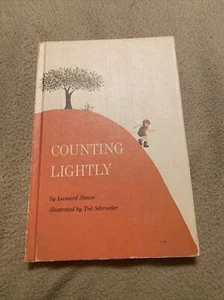 COUNTING
LIGHTLY
by Leonard Simon
illustrated by Ted Schroeder